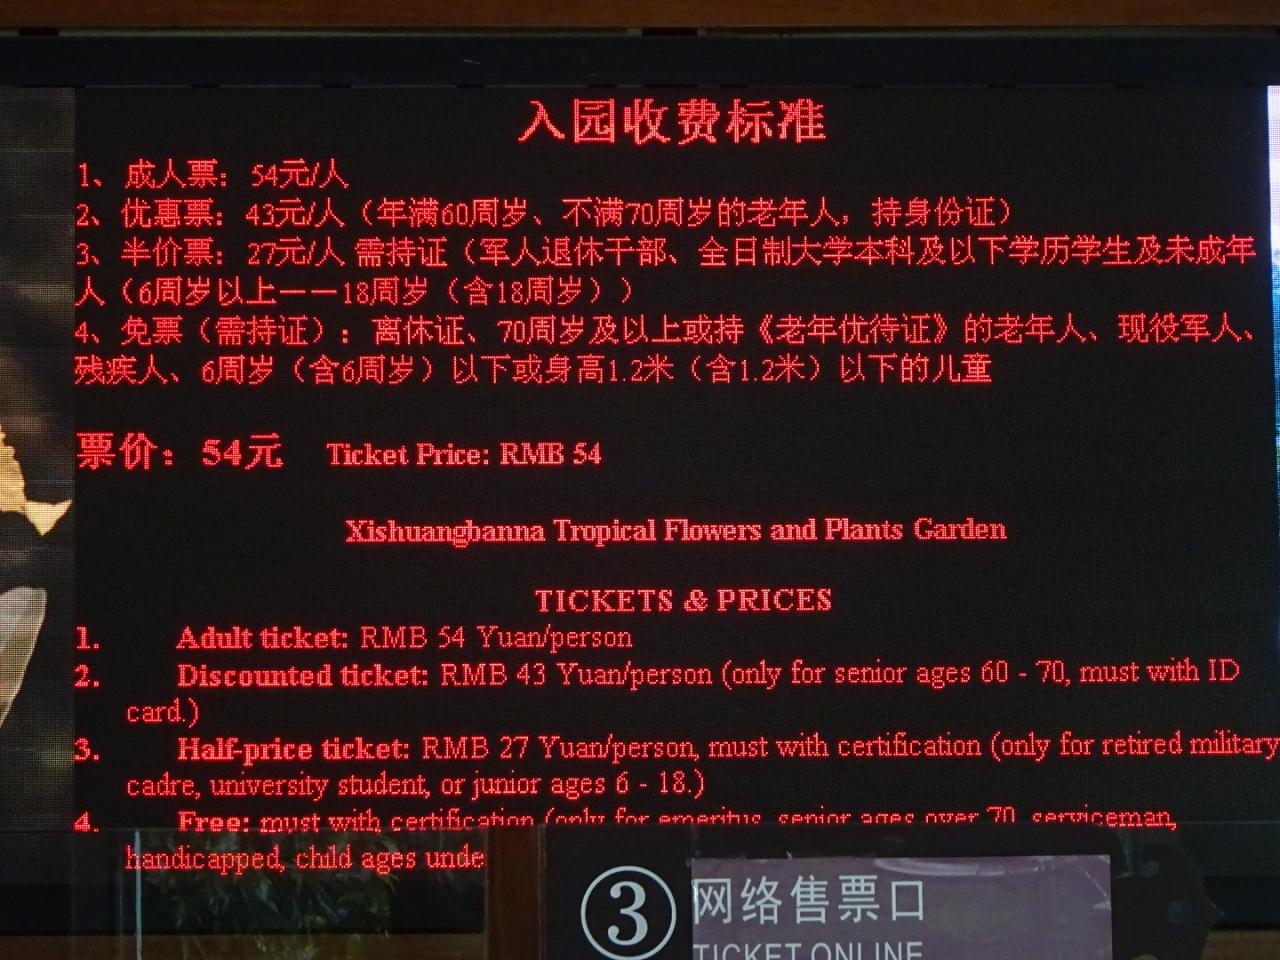 入园收费标准
1、成人票：54元/人
2、优惠票：43元/人（年满60周岁、不满70周岁的老年人，持身份证）
3、半价票：27元/人 需持证（军人退休干部、全日制大学本科及以下学历学生及未成年
人（6周岁以上——18周岁（含18周岁））
4、免票（需持证）：离休证、70周岁及以上或持《老年优待证》的老年人、现役军人、
残疾人、6周岁（含6周岁）以下或身高1.2米（含1.2米）以下的儿童
票价：54元 Ticket Price: RMB 54
Xishuangbanna Tropical Flowers and Plants Garden
TICKETS & PRICES
1. Adult ticket: RMB 54 Yuan/person
2. Discounted ticket: RMB 43 Yuan/person (only for senior ages 60 - 70, must with ID
card.)
3. Half-price ticket: RMB 27 Yuan/person, must with certification (only for retired military
cadre, university student, or junior ages 6 - 18.)
4. Free: must with certification (only for emeritus, senior ages over 70, serviceman,
handicapped, child ages unde
③ 网络售票口
TICKET ONLINE